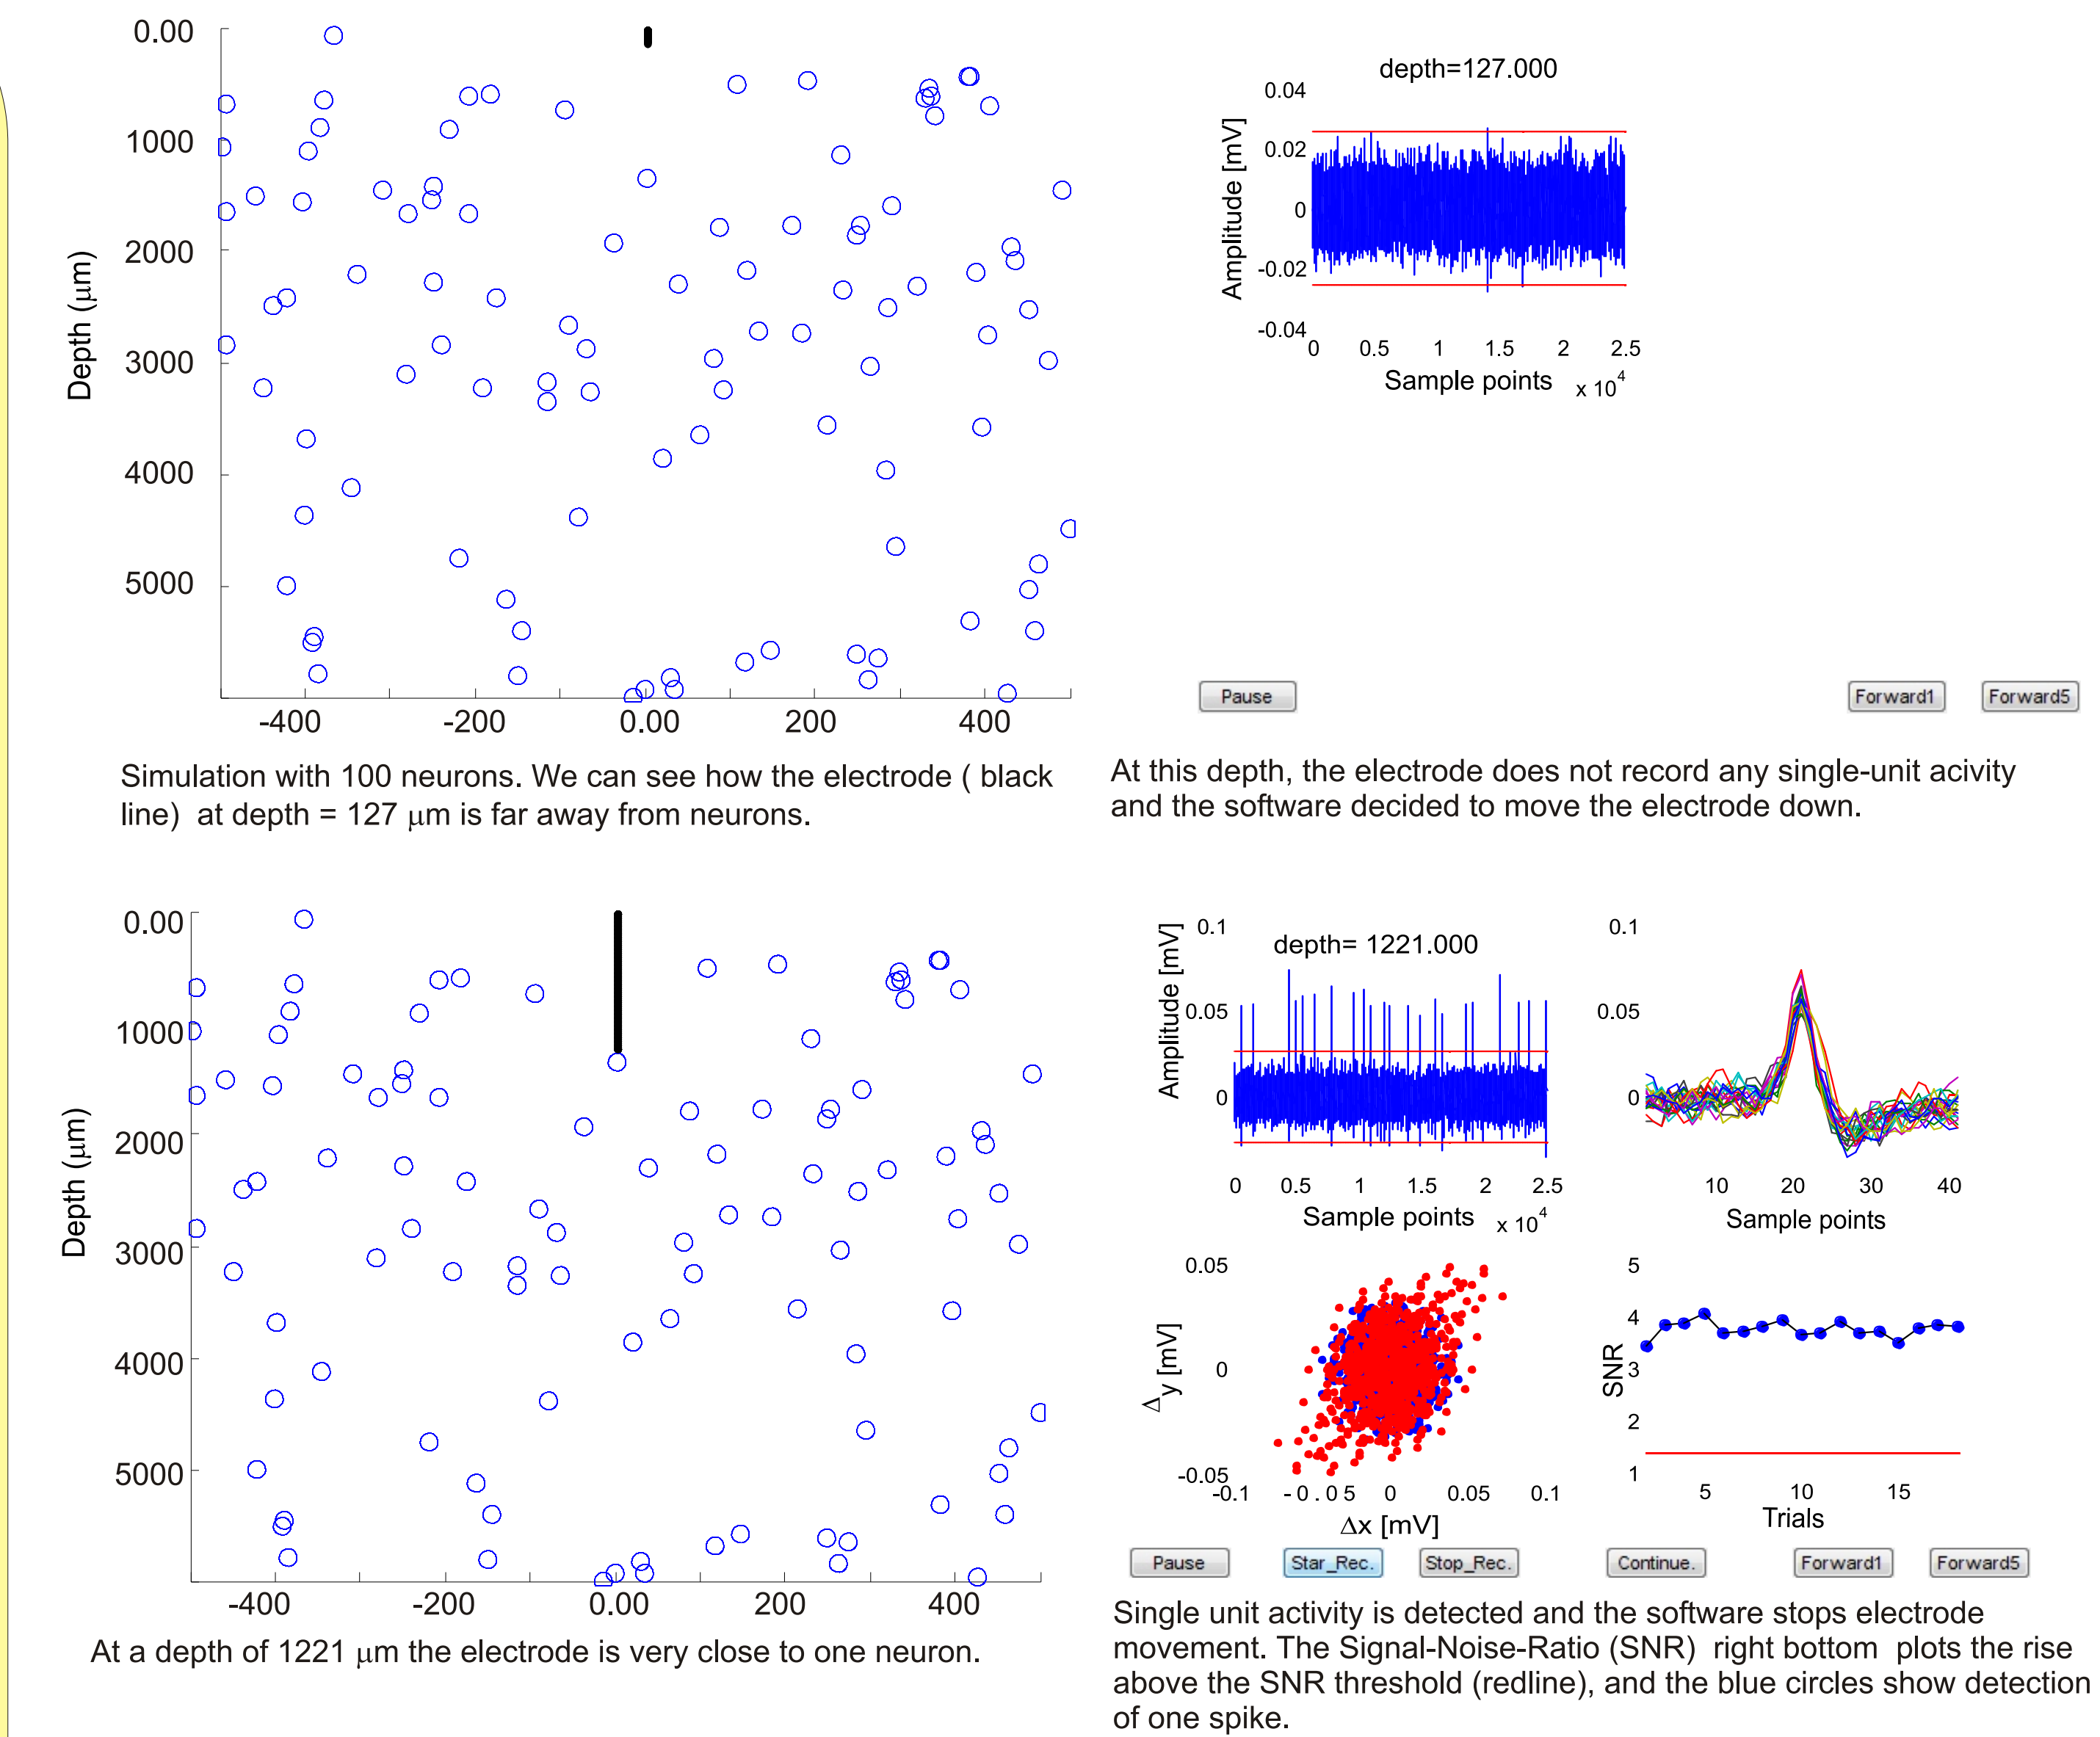 0.00
1000
2000
3000
4000
5000
Depth (μm)
-400 -200 0.00 200 400
Simulation with 100 neurons. We can see how the electrode ( black
line) at depth = 127 μm is far away from neurons.
depth=127.000
Amplitude [mV]
0.04
0.02
0
-0.02
-0.04
0 0.5 1 1.5 2 2.5
Sample points x 10^4
Pause Forward1 Forward5
At this depth, the electrode does not record any single-unit acivity
and the software decided to move the electrode down.
0.00
1000
2000
3000
4000
5000
Depth (μm)
-400 -200 0.00 200 400
At a depth of 1221 μm the electrode is very close to one neuron.
depth= 1221.000
Amplitude [mV]
0.1
0.05
0
0 0.5 1 1.5 2 2.5
Sample points x 10^4
0.1
0.05
0
10 20 30 40
Sample points
0.05
0
-0.05
Δy [mV]
-0.1 -0.05 0 0.05 0.1
Δx [mV]
5
4
3
2
1
SNR
5 10 15
Trials
Pause Star_Rec. Stop_Rec. Continue. Forward1 Forward5
Single unit activity is detected and the software stops electrode
movement. The Signal-Noise-Ratio (SNR) right bottom plots the rise
above the SNR threshold (redline), and the blue circles show detection
of one spike.